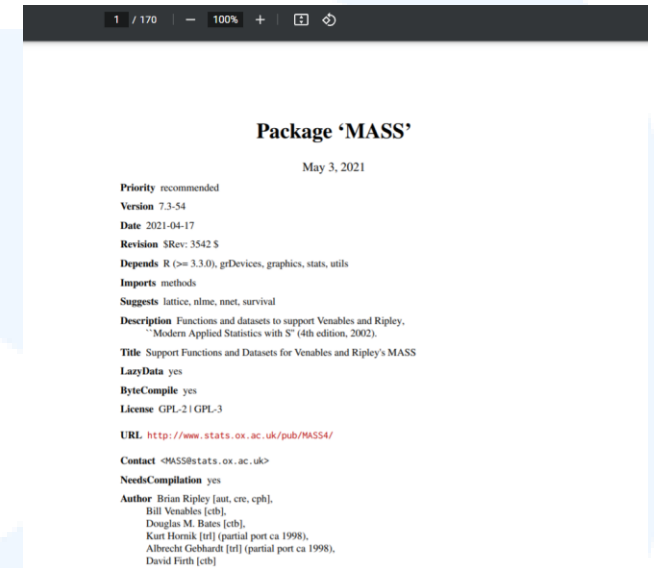 1 / 170 | − 100% + |
Package ‘MASS’
May 3, 2021
Priority recommended
Version 7.3-54
Date 2021-04-17
Revision $Rev: 3542 $
Depends R (>= 3.3.0), grDevices, graphics, stats, utils
Imports methods
Suggests lattice, nlme, nnet, survival
Description Functions and datasets to support Venables and Ripley,
``Modern Applied Statistics with S'' (4th edition, 2002).
Title Support Functions and Datasets for Venables and Ripley's MASS
LazyData yes
ByteCompile yes
License GPL-2 | GPL-3
URL http://www.stats.ox.ac.uk/pub/MASS4/
Contact <MASS@stats.ox.ac.uk>
NeedsCompilation yes
Author Brian Ripley [aut, cre, cph],
Bill Venables [ctb],
Douglas M. Bates [ctb],
Kurt Hornik [trl] (partial port ca 1998),
Albrecht Gebhardt [trl] (partial port ca 1998),
David Firth [ctb]